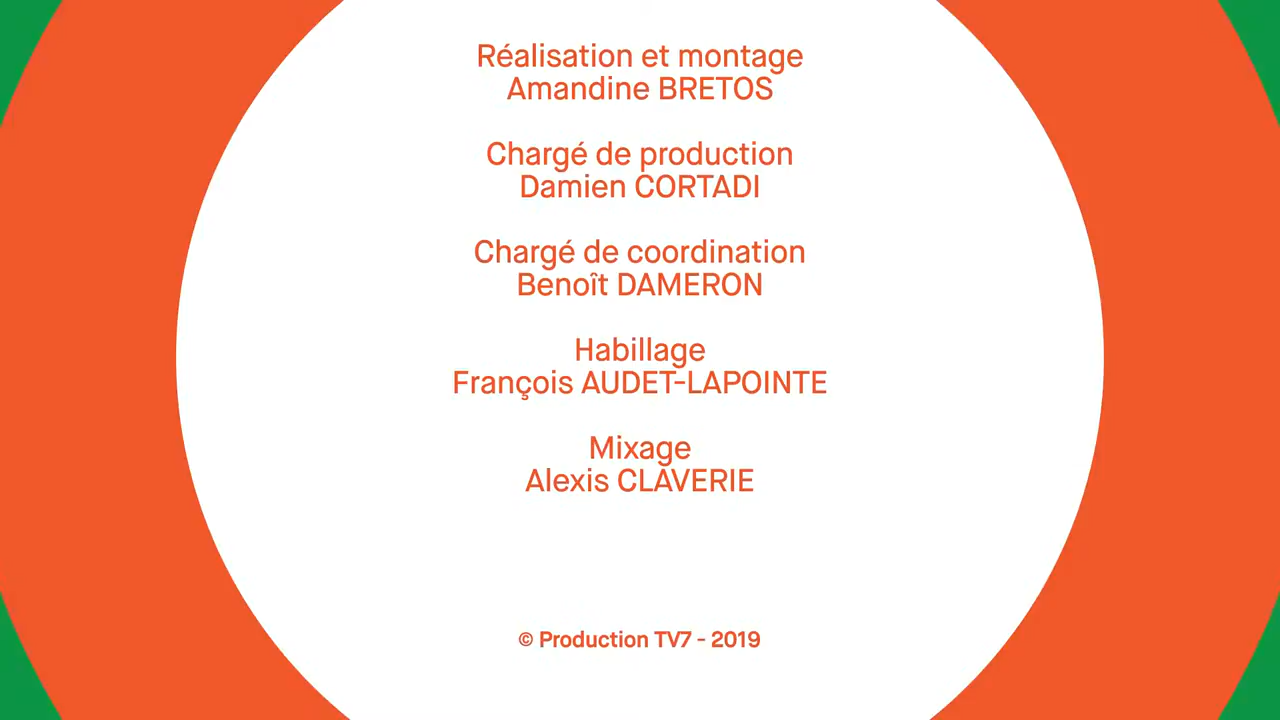 Réalisation et montage
Amandine BRETOS
Chargé de production
Damien CORTADI
Chargé de coordination
Benoît DAMERON
Habillage
François AUDET-LAPOINTE
Mixage
Alexis CLAVERIE
© Production TV7 - 2019